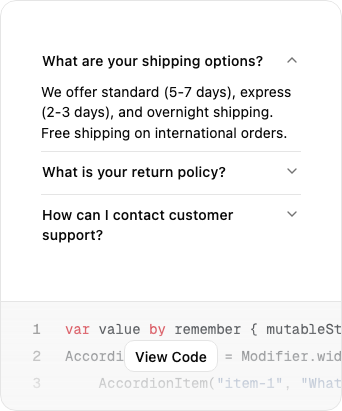 What are your shipping options?
We offer standard (5-7 days), express
(2-3 days), and overnight shipping.
Free shipping on international orders.
What is your return policy?
How can I contact customer
support?
1 var value by remember { mutableSt
2 Accordi View Code = Modifier.wid
3 AccordionItem("item-1", "What